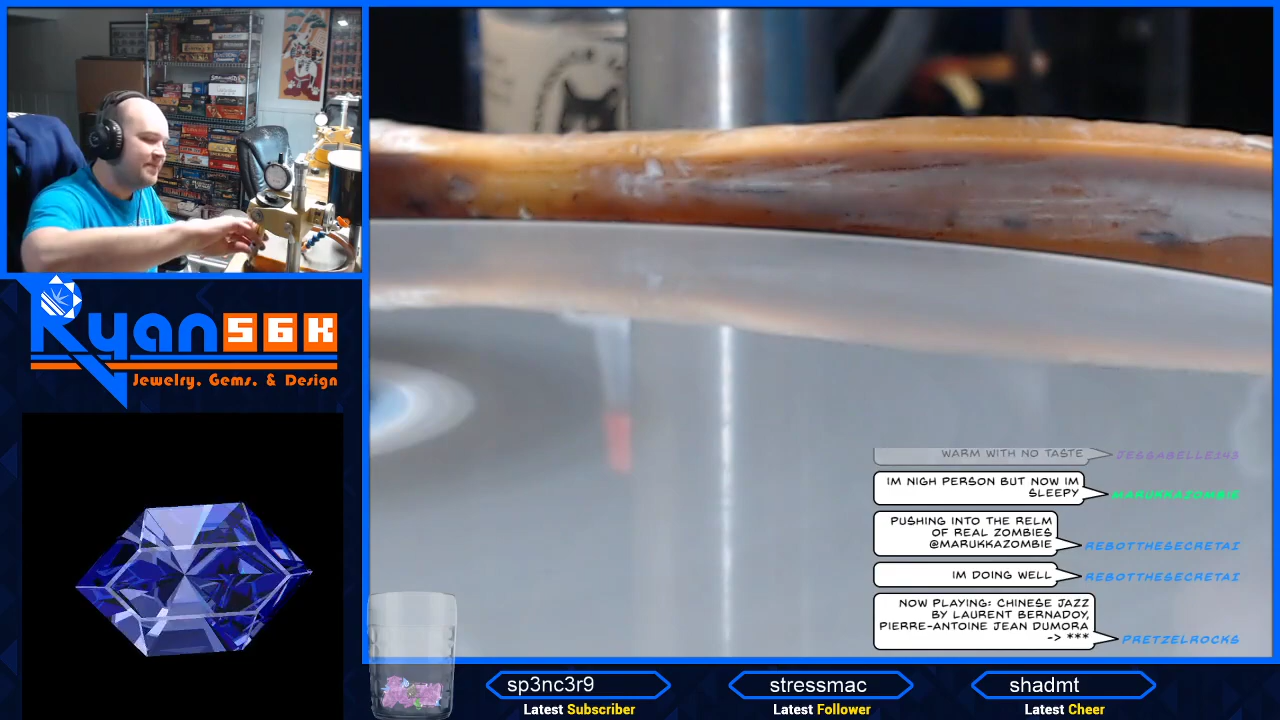 Ryan S6K
Jewelry, Gems, & Design
WARM WITH NO TASTE
JESSABELLE143
IM NIGH PERSON BUT NOW IM
SLEEPY
MARUKKAZOMBIE
PUSHING INTO THE RELM
OF REAL ZOMBIES
@MARUKKAZOMBIE
REBOTTHESECRETAI
IM DOING WELL
REBOTTHESECRETAI
NOW PLAYING: CHINESE JAZZ
BY LAURENT BERNADOY,
PIERRE-ANTOINE JEAN DUMORA
-> ***
PRETZELROCKS
sp3nc3r9
Latest Subscriber
stressmac
Latest Follower
shadmt
Latest Cheer